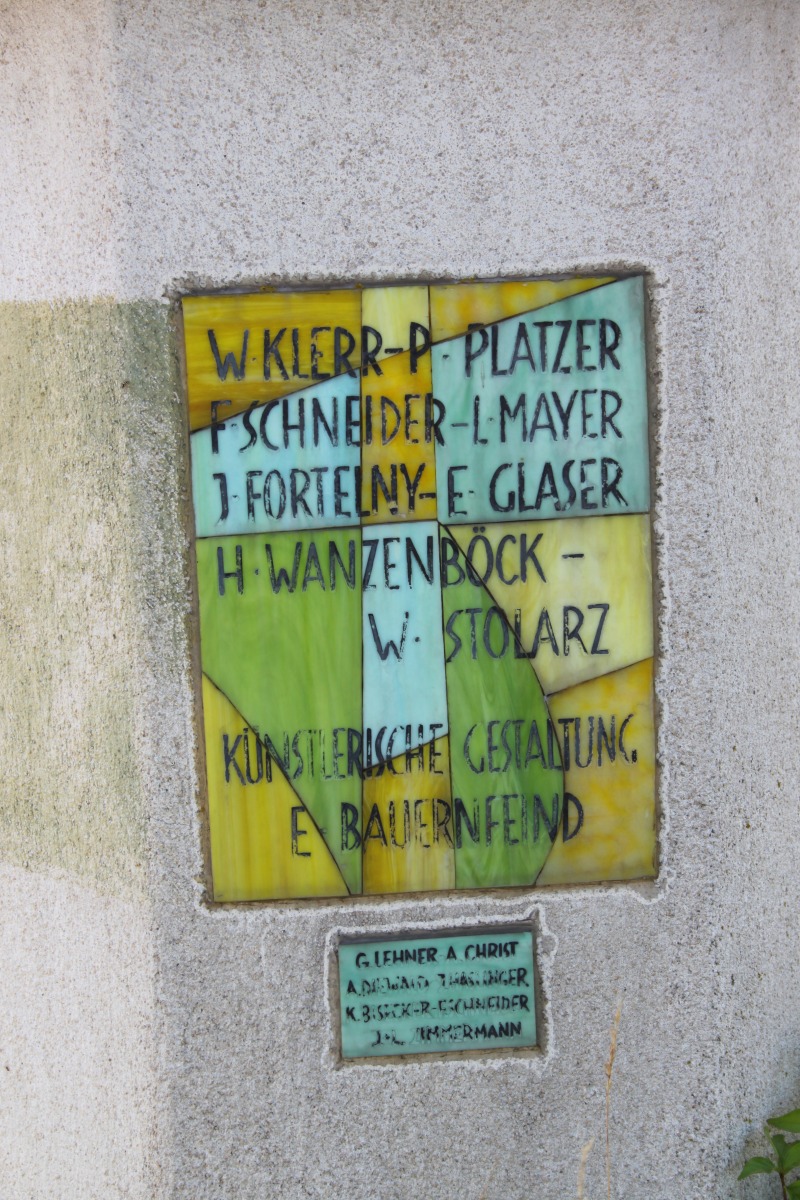 W·KLERR-P·PLATZER
F·SCHNEIDER-L·MAYER
J·FORTELNY-E·GLASER
H·WANZENBÖCK-
W·STOLARZ
KÜNSTLERISCHE GESTALTUNG
E·BAUERNFEIND
G.LEHNER-A.CHRIST
A.
K.